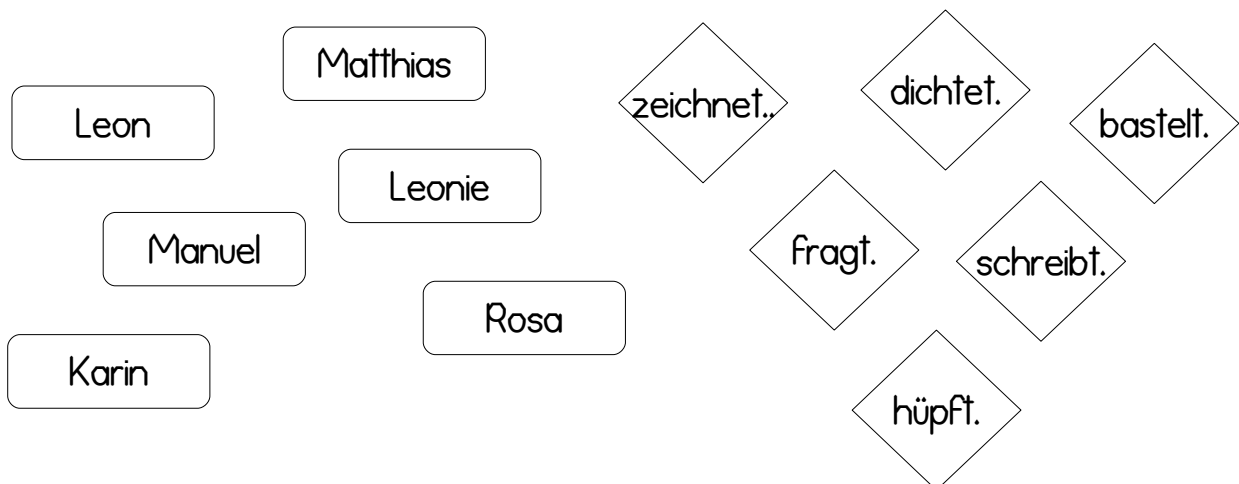 Matthias
Leon
Leonie
Manuel
Rosa
Karin
zeichnet..
dichtet.
bastelt.
fragt.
schreibt.
hüpft.